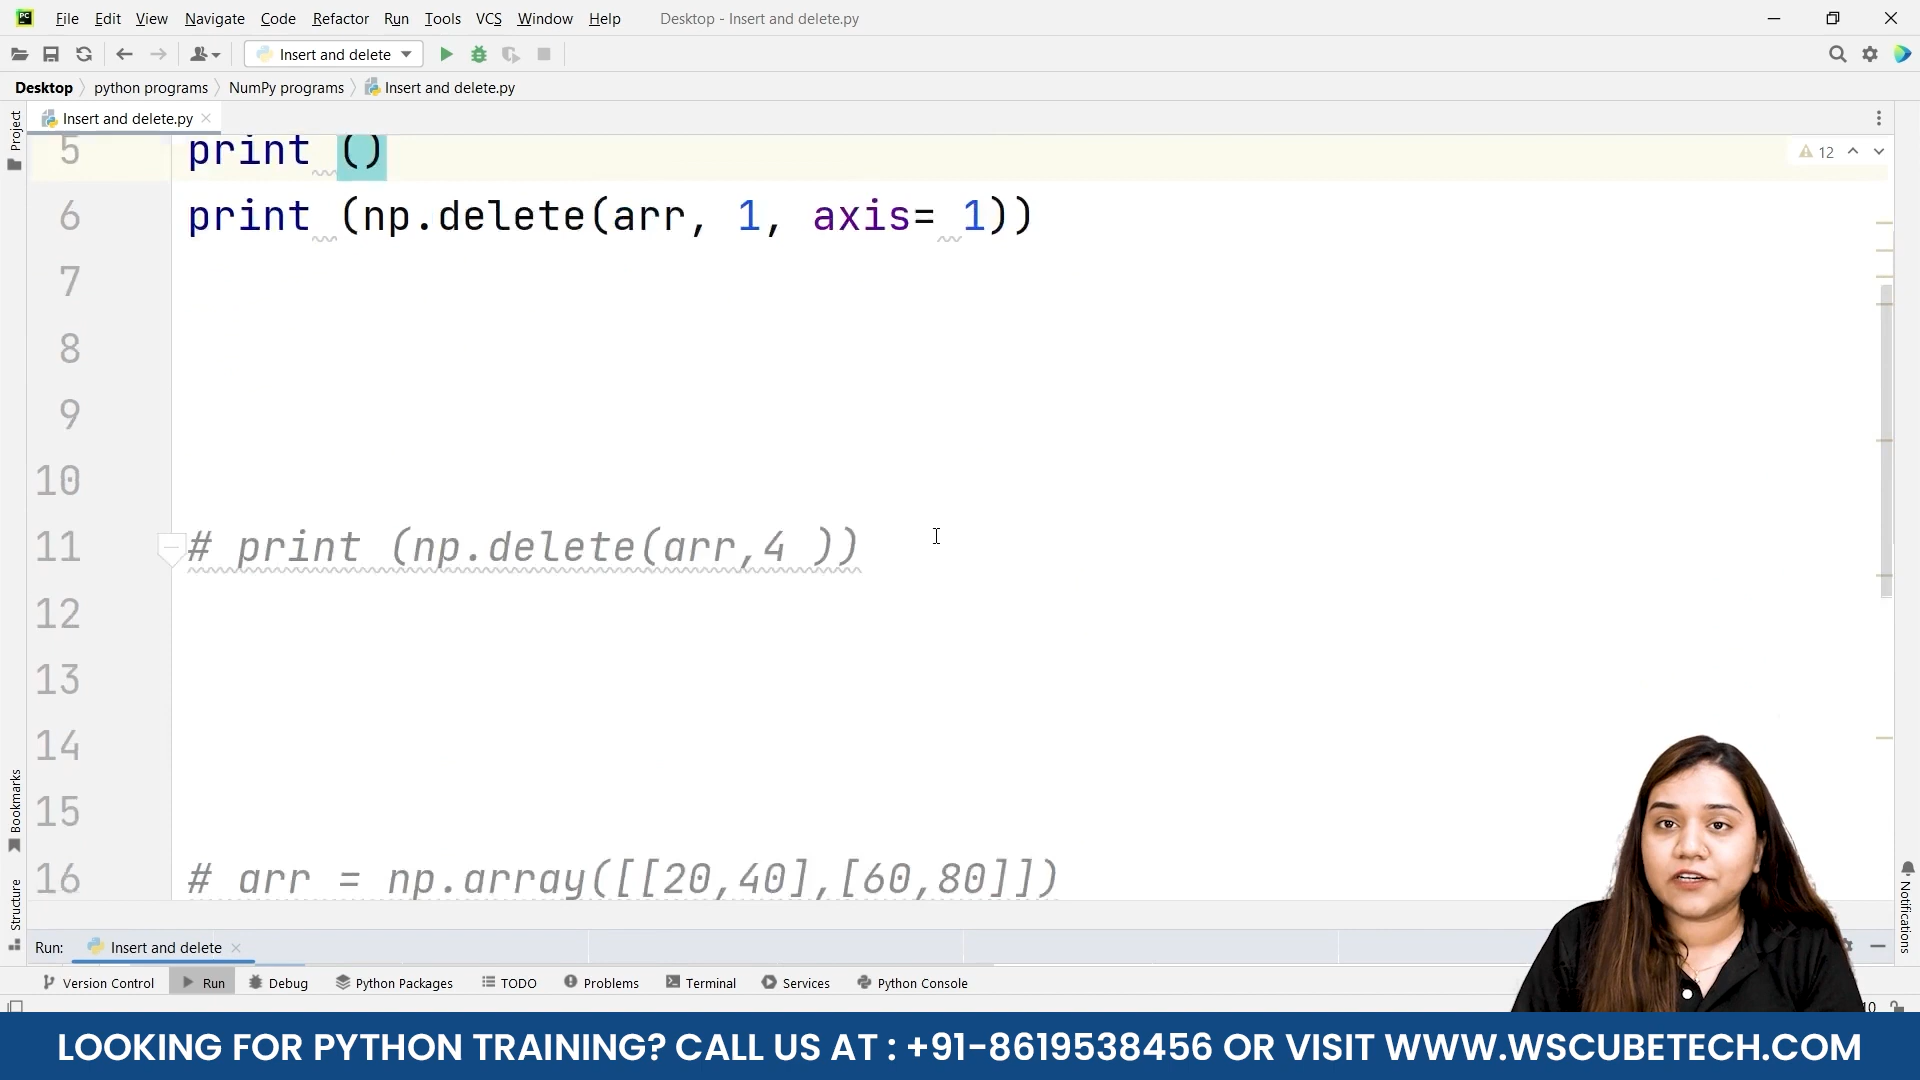 PC File Edit View Navigate Code Refactor Run Tools VCS Window Help Desktop - Insert and delete.py
Insert and delete
Desktop python programs NumPy programs Insert and delete.py
Project
Insert and delete.py
5 print () 12
6 print (np.delete(arr, 1, axis= 1))
7
8
9
10
11 # print (np.delete(arr,4 ))
12
13
14
15
16 # arr = np.array([[20,40],[60,80]])
Bookmarks
Structure
Notifications
Run: Insert and delete
Version Control Run Debug Python Packages TODO Problems Terminal Services Python Console
LOOKING FOR PYTHON TRAINING? CALL US AT : +91-8619538456 OR VISIT WWW.WSCUBETECH.COM